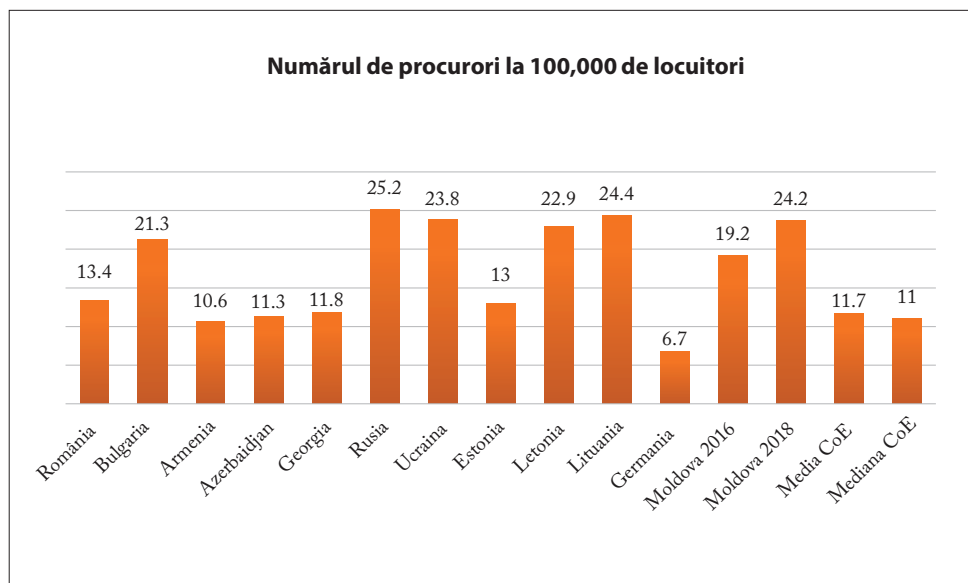 Numărul de procurori la 100,000 de locuitori
13.4
21.3
10.6
11.3
11.8
25.2
23.8
13
22.9
24.4
6.7
19.2
24.2
11.7
11
România
Bulgaria
Armenia
Azerbaidjan
Georgia
Rusia
Ucraina
Estonia
Letonia
Lituania
Germania
Moldova 2016
Moldova 2018
Media CoE
Mediana CoE